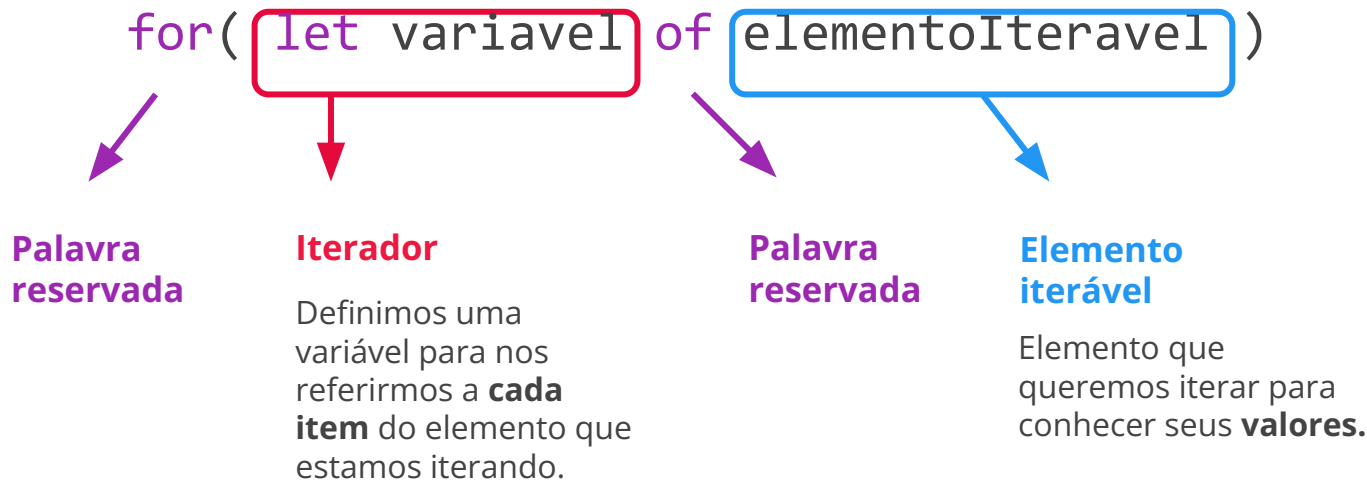 for( let variavel of elementoIteravel )
Palavra
reservada
Iterador
Definimos uma
variável para nos
referirmos a cada
item do elemento que
estamos iterando.
Palavra
reservada
Elemento
iterável
Elemento que
queremos iterar para
conhecer seus valores.